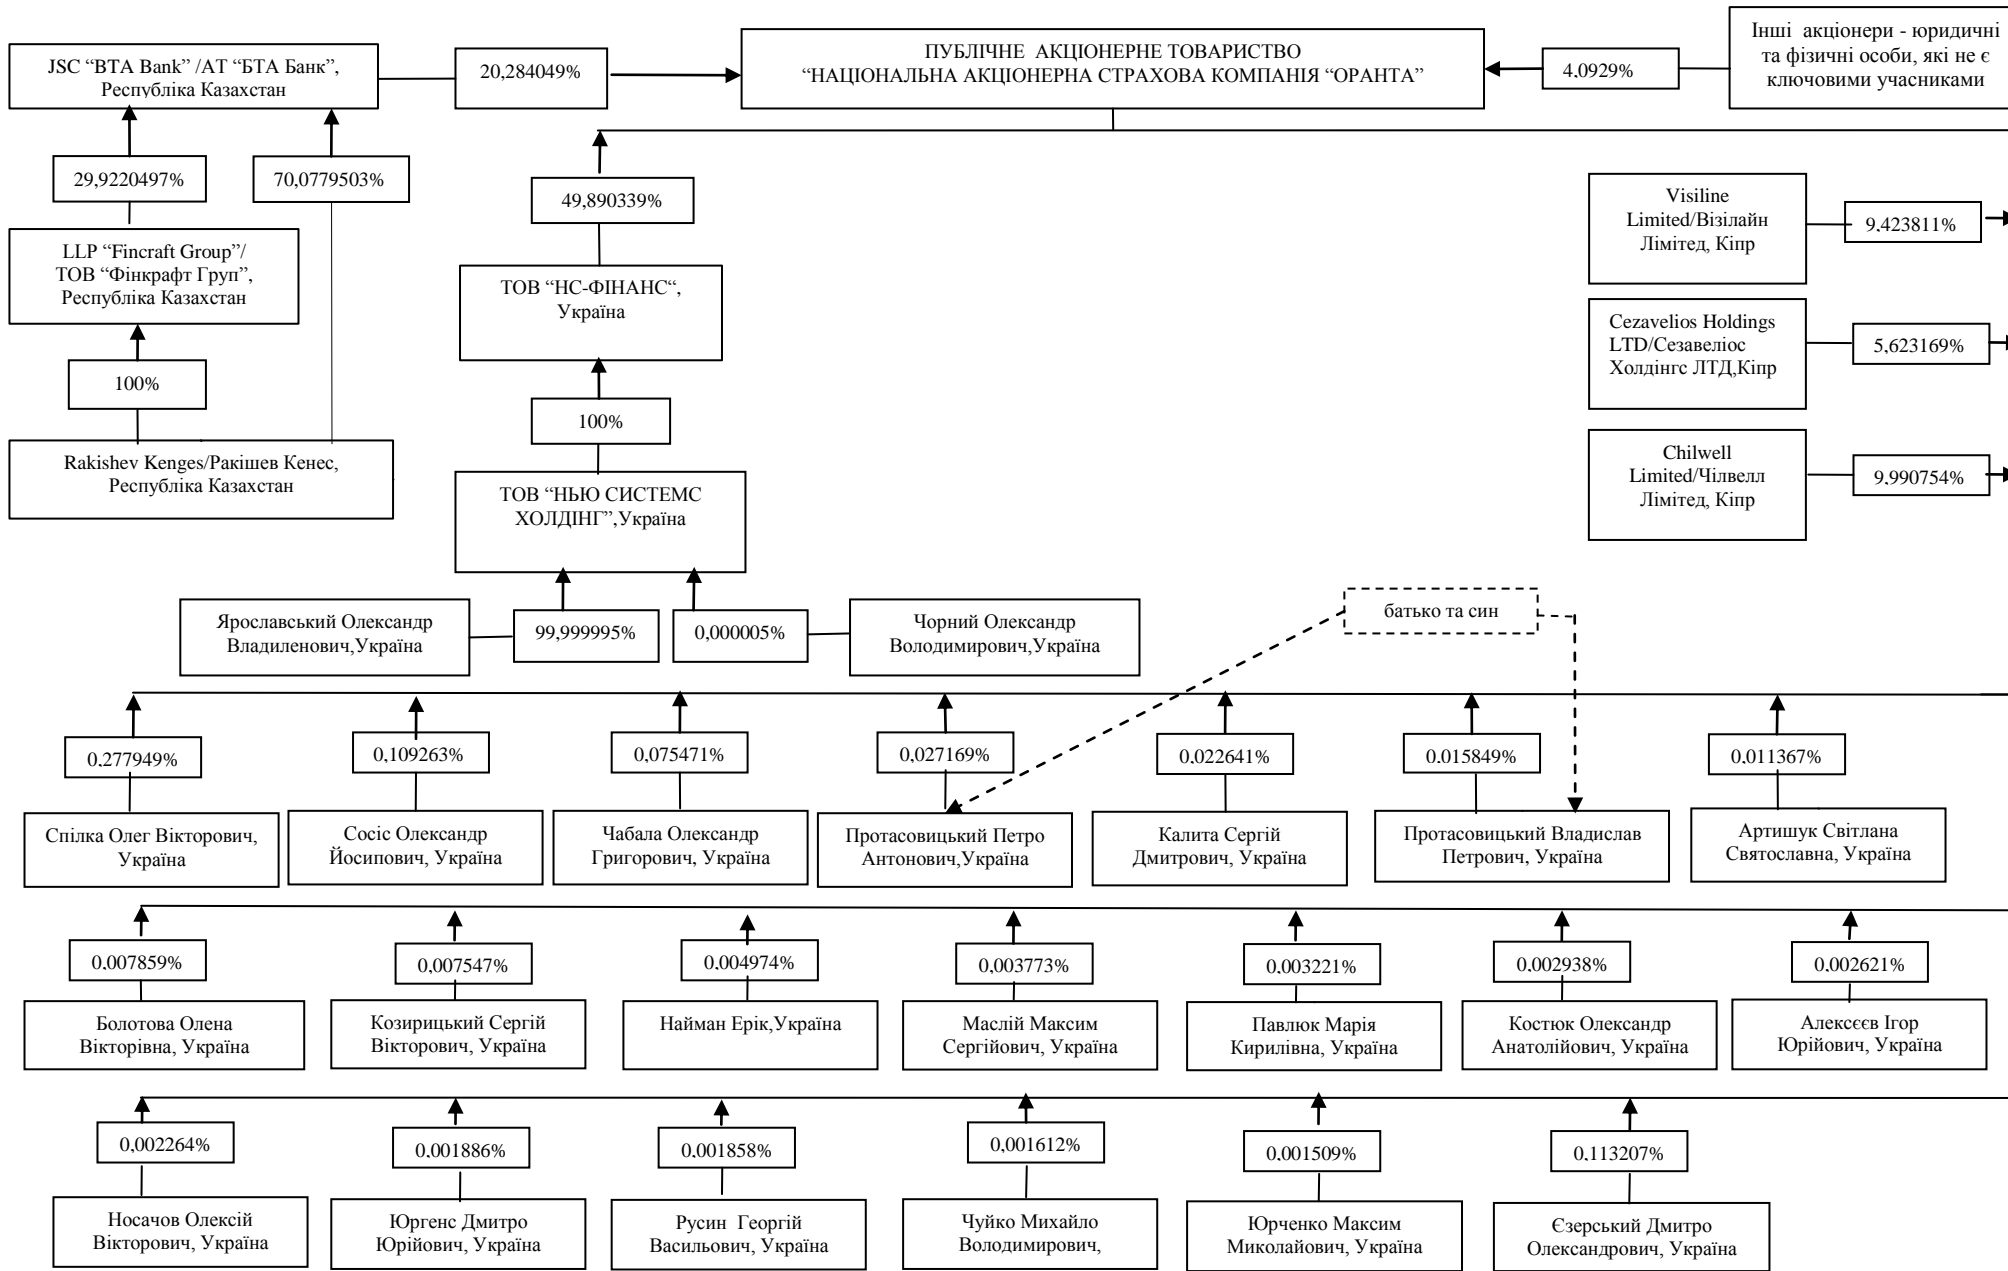 JSC “BTA Bank” /АТ “БТА Банк”,
Республіка Казахстан
20,284049%
ПУБЛІЧНЕ АКЦІОНЕРНЕ ТОВАРИСТВО
“НАЦІОНАЛЬНА АКЦІОНЕРНА СТРАХОВА КОМПАНІЯ “ОРАНТА”
4,0929%
Інші акціонери - юридичні
та фізичні особи, які не є
ключовими учасниками
29,9220497%
70,0779503%
49,890339%
Visiline
Limited/Візілайн
Лімітед, Кіпр
9,423811%
LLP “Fincraft Group”/
ТОВ “Фінкрафт Груп”,
Республіка Казахстан
ТОВ “НС-ФІНАНС“,
Україна
Cezavelios Holdings
LTD/Сезавеліос
Холдінгс ЛТД,Кіпр
5,623169%
100%
100%
Rakishev Kenges/Ракішев Кенес,
Республіка Казахстан
ТОВ “НЬЮ СИСТЕМС
ХОЛДІНГ”,Україна
Chilwell
Limited/Чілвелл
Лімітед, Кіпр
9,990754%
Ярославський Олександр
Владиленович,Україна
99,999995%
0,000005%
Чорний Олександр
Володимирович,Україна
батько та син
0,277949%
0,109263%
0,075471%
0,027169%
0,022641%
0,015849%
0,011367%
Спілка Олег Вікторович,
Україна
Сосіс Олександр
Йосипович, Україна
Чабала Олександр
Григорович, Україна
Протасовицький Петро
Антонович,Україна
Калита Сергій
Дмитрович, Україна
Протасовицький Владислав
Петрович, Україна
Артишук Світлана
Святославна, Україна
0,007859%
0,007547%
0,004974%
0,003773%
0,003221%
0,002938%
0,002621%
Болотова Олена
Вікторівна, Україна
Козирицький Сергій
Вікторович, Україна
Найман Ерік,Україна
Маслій Максим
Сергійович, Україна
Павлюк Марія
Кирилівна, Україна
Костюк Олександр
Анатолійович, Україна
Алексєєв Ігор
Юрійович, Україна
0,002264%
0,001886%
0,001858%
0,001612%
0,001509%
0,113207%
Носачов Олексій
Вікторович, Україна
Юргенс Дмитро
Юрійович, Україна
Русин Георгій
Васильович, Україна
Чуйко Михайло
Володимирович,
Юрченко Максим
Миколайович, Україна
Єзерський Дмитро
Олександрович, Україна